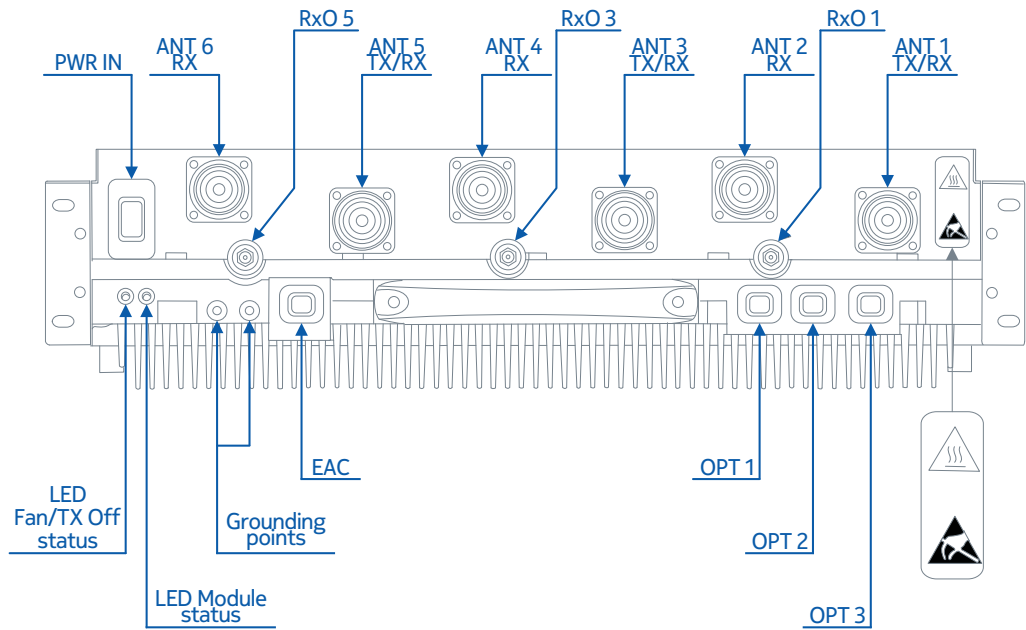 RxO 5
RxO 3
RxO 1
PWR IN
ANT 6
RX
ANT 5
TX/RX
ANT 4
RX
ANT 3
TX/RX
ANT 2
RX
ANT 1
TX/RX
EAC
OPT 1
LED
Fan/TX Off
status
Grounding
points
OPT 2
LED Module
status
OPT 3